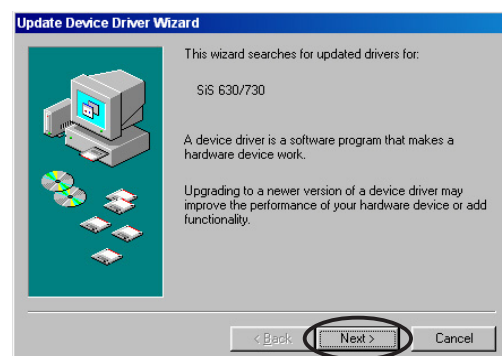 Update Device Driver Wizard
This wizard searches for updated drivers for:
SiS 630/730
A device driver is a software program that makes a
hardware device work.
Upgrading to a newer version of a device driver may
improve the performance of your hardware device or add
functionality.
< Back
Next >
Cancel